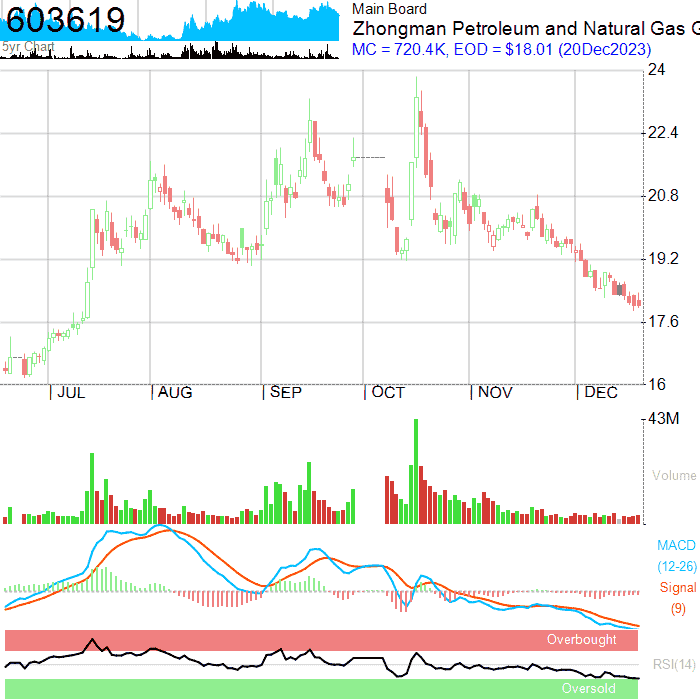 603619
5yr Chart
Main Board
Zhongman Petroleum and Natural Gas G
MC = 720.4K, EOD = $18.01 (20Dec2023)
24
22.4
20.8
19.2
17.6
16
JUL AUG SEP OCT NOV DEC
43M
Volume
MACD
(12-26)
Signal
(9)
Overbought
RSI(14)
Oversold